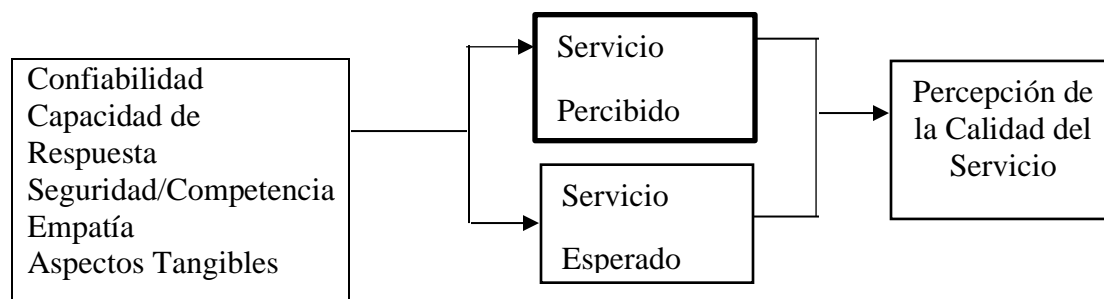 Confiabilidad
Capacidad de
Respuesta
Seguridad/Competencia
Empatía
Aspectos Tangibles
Servicio
Percibido
Servicio
Esperado
Percepción de
la Calidad del
Servicio